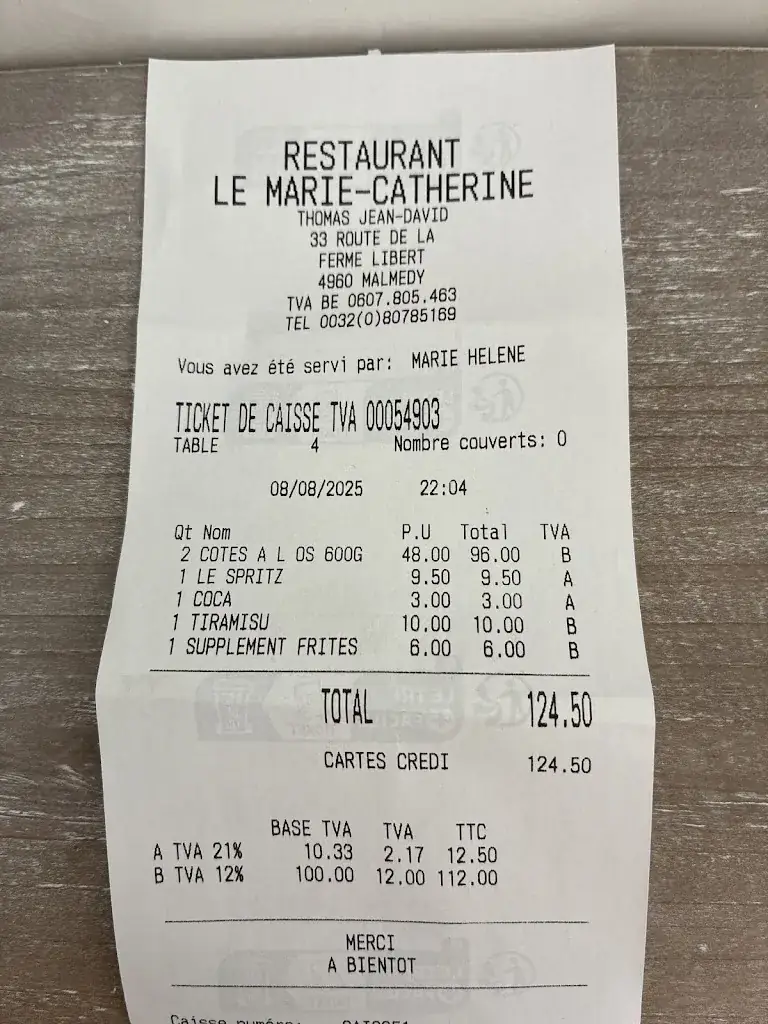 RESTAURANT
LE MARIE-CATHERINE
THOMAS JEAN-DAVID
33 ROUTE DE LA
FERME LIBERT
4960 MALMEDY
TVA BE 0607.805.463
TEL 0032(0)80785169
Vous avez été servi par: MARIE HELENE
TICKET DE CAISSE TVA 00054903
TABLE 4 Nombre couverts: 0
08/08/2025 22:04
Qt Nom P.U Total TVA
2 COTES A L OS 600G 48.00 96.00 B
1 LE SPRITZ 9.50 9.50 A
1 COCA 3.00 3.00 A
1 TIRAMISU 10.00 10.00 B
1 SUPPLEMENT FRITES 6.00 6.00 B
TOTAL 124.50
CARTES CREDI 124.50
BASE TVA TVA TTC
A TVA 21% 10.33 2.17 12.50
B TVA 12% 100.00 12.00 112.00
MERCI
A BIENTOT
Caisse numéro: